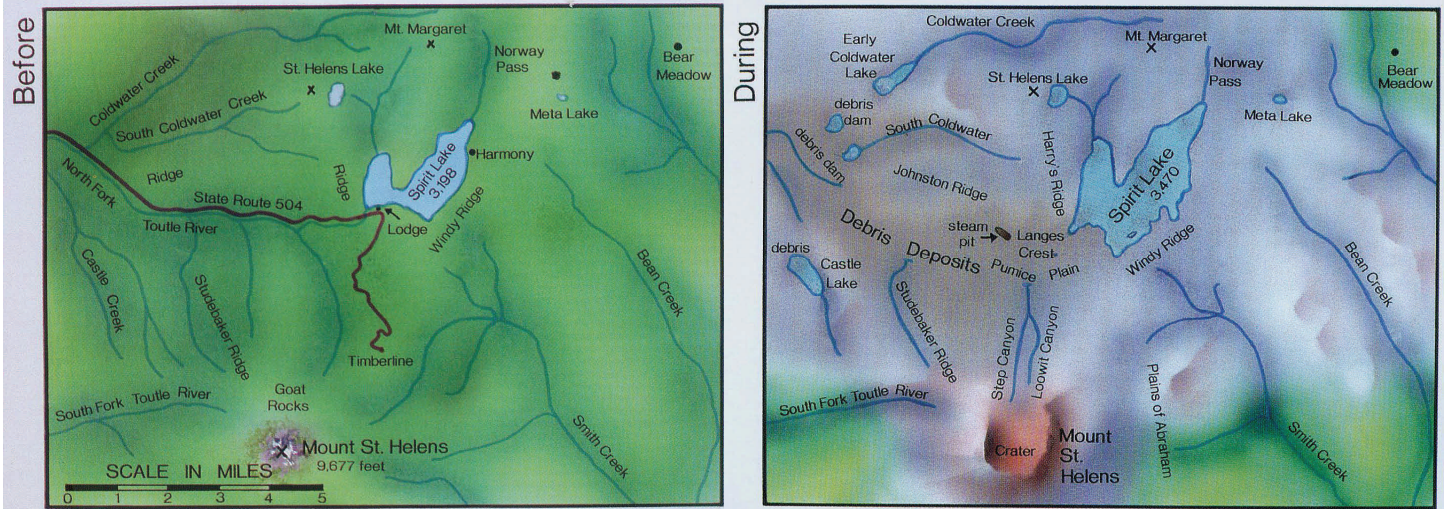 Before
Coldwater Creek
Mt. Margaret
Norway
Pass
Bear
Meadow
St. Helens Lake
Meta Lake
South Coldwater Creek
Harmony
Spirit Lake
3,198
Ridge
Ridge
North Fork
State Route 504
Toutle River
Lodge
Windy Ridge
Castle
Creek
Studebaker Ridge
Bean Creek
Timberline
Goat
Rocks
South Fork Toutle River
Mount St. Helens
9,677 feet
Smith Creek
SCALE IN MILES
0 1 2 3 4 5
During
Coldwater Creek
Early
Coldwater
Lake
Mt. Margaret
Norway
Pass
Bear
Meadow
St. Helens Lake
Meta Lake
debris
dam
South Coldwater
debris dam
Harry's Ridge
Johnston Ridge
Spirit Lake
3,470
Debris Deposits
steam
pit
Langes
Crest
Windy Ridge
Pumice Plain
debris
Castle
Lake
Studebaker Ridge
Bean Creek
Step Canyon
Loowit Canyon
Plains of Abraham
South Fork Toutle River
Crater
Mount
St.
Helens
Smith Creek